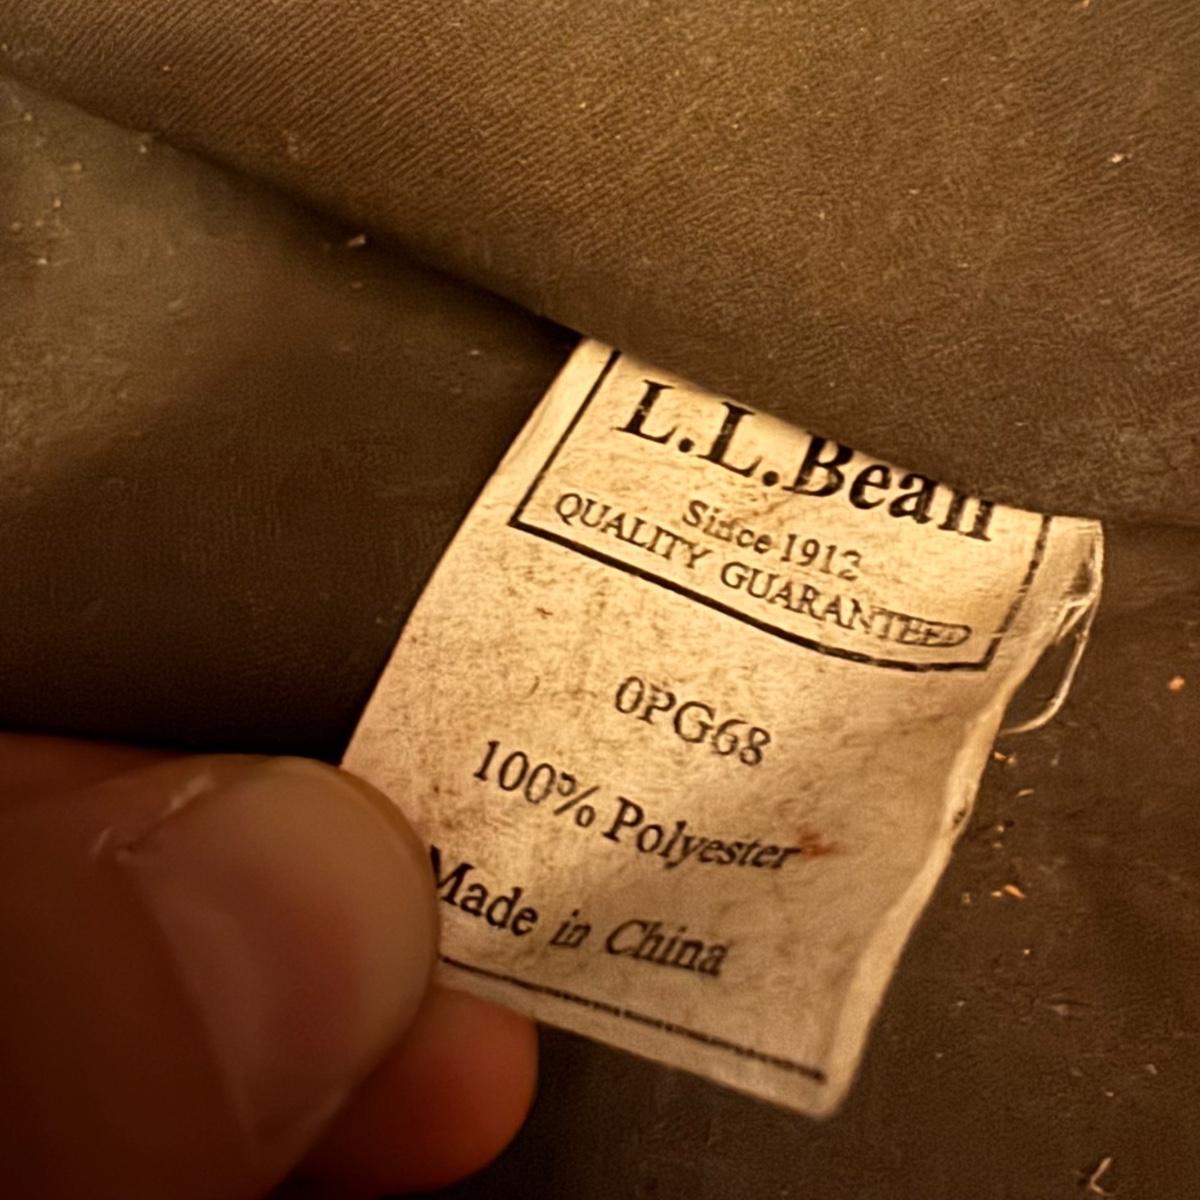 L.L.Bean
Since 1912
QUALITY GUARANTEED
0PG68
100% Polyester
Made in China